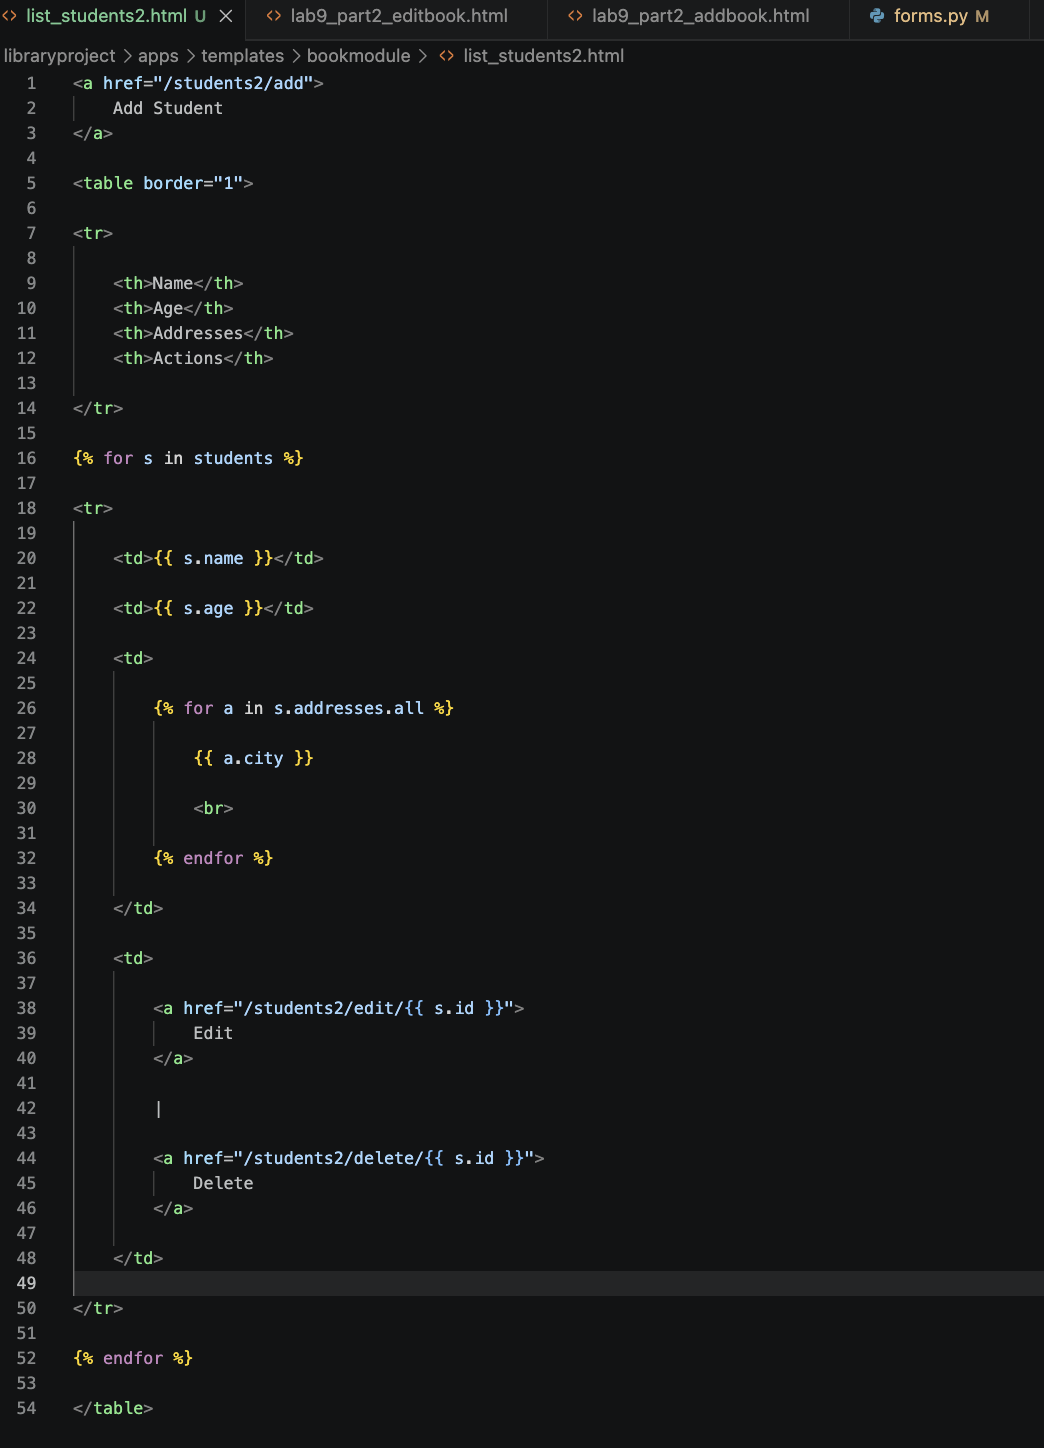 list_students2.html U lab9_part2_editbook.html lab9_part2_addbook.html forms.py M
libraryproject > apps > templates > bookmodule > list_students2.html
1 <a href="/students2/add">
2 Add Student
3 </a>
4
5 <table border="1">
6
7 <tr>
8
9 <th>Name</th>
10 <th>Age</th>
11 <th>Addresses</th>
12 <th>Actions</th>
13
14 </tr>
15
16 {% for s in students %}
17
18 <tr>
19
20 <td>{{ s.name }}</td>
21
22 <td>{{ s.age }}</td>
23
24 <td>
25
26 {% for a in s.addresses.all %}
27
28 {{ a.city }}
29
30 <br>
31
32 {% endfor %}
33
34 </td>
35
36 <td>
37
38 <a href="/students2/edit/{{ s.id }}">
39 Edit
40 </a>
41
42 |
43
44 <a href="/students2/delete/{{ s.id }}">
45 Delete
46 </a>
47
48 </td>
49
50 </tr>
51
52 {% endfor %}
53
54 </table>